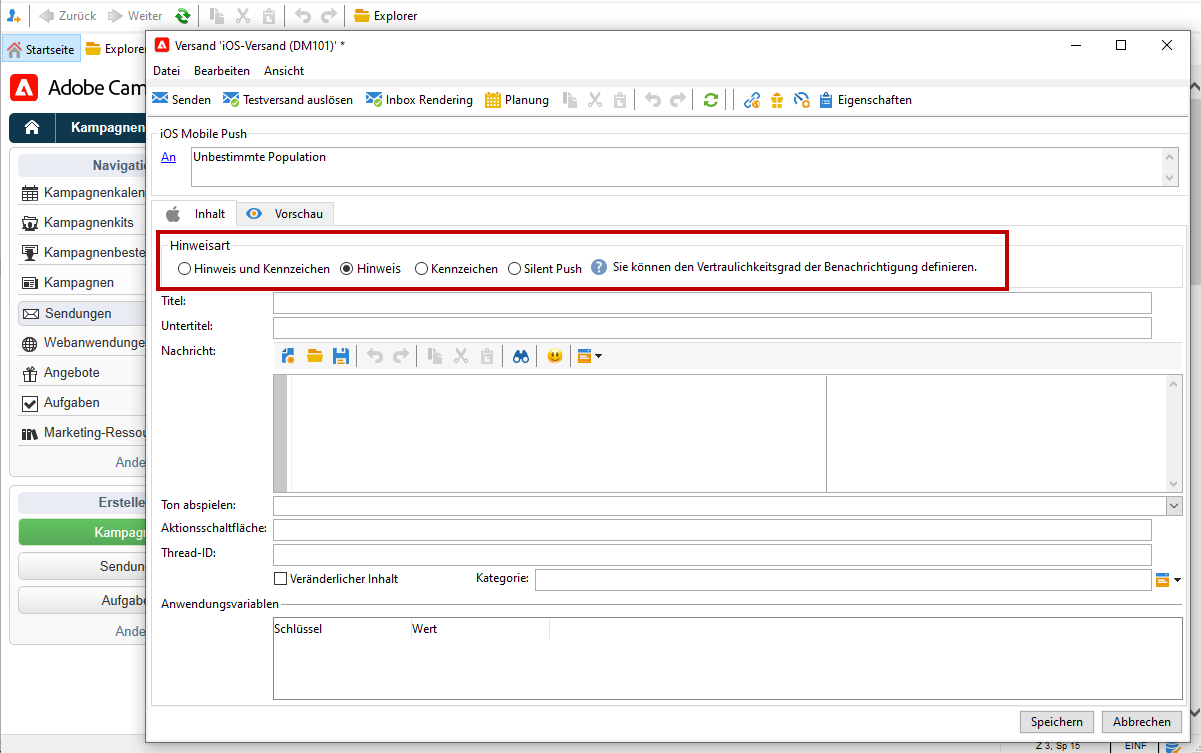 Zurück Weiter Explorer
Startseite Explorer
Adobe Cam
Kampagnen
Navigatio
Kampagnenkalen
Kampagnenkits
Kampagnenbeste
Kampagnen
Sendungen
Webanwendunge
Angebote
Aufgaben
Marketing-Ressou
Ande
Erstelle
Kampagn
Sendun
Aufgabe
Ande
Versand 'iOS-Versand (DM101)' *
Datei Bearbeiten Ansicht
Senden Testversand auslösen Inbox Rendering Planung Eigenschaften
iOS Mobile Push
An Unbestimmte Population
Inhalt Vorschau
Hinweisart
Hinweis und Kennzeichen Hinweis Kennzeichen Silent Push ? Sie können den Vertraulichkeitsgrad der Benachrichtigung definieren.
Titel:
Untertitel:
Nachricht:
Ton abspielen:
Aktionsschaltfläche:
Thread-ID:
Veränderlicher Inhalt Kategorie:
Anwendungsvariablen
Schlüssel Wert
Speichern Abbrechen
Z 3, Sp 15 EINF